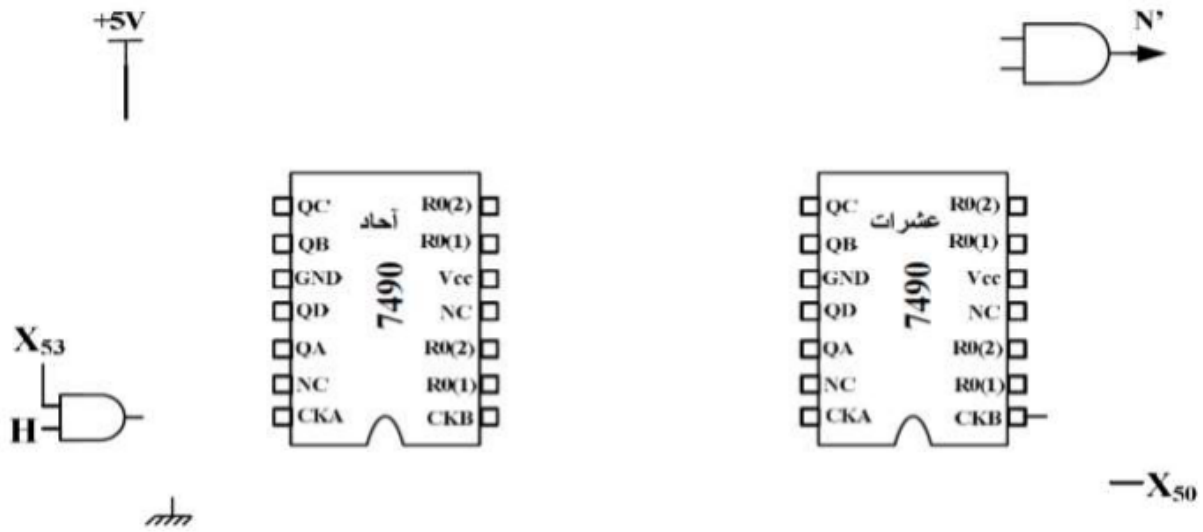 +5V
N'
QC آحاد R0(2)
QB R0(1)
GND Vcc
7490
QD NC
QA R0(2)
NC R0(1)
CKA CKB
QC عشرات R0(2)
QB R0(1)
GND Vcc
7490
QD NC
QA R0(2)
NC R0(1)
CKA CKB
X53
H
X50